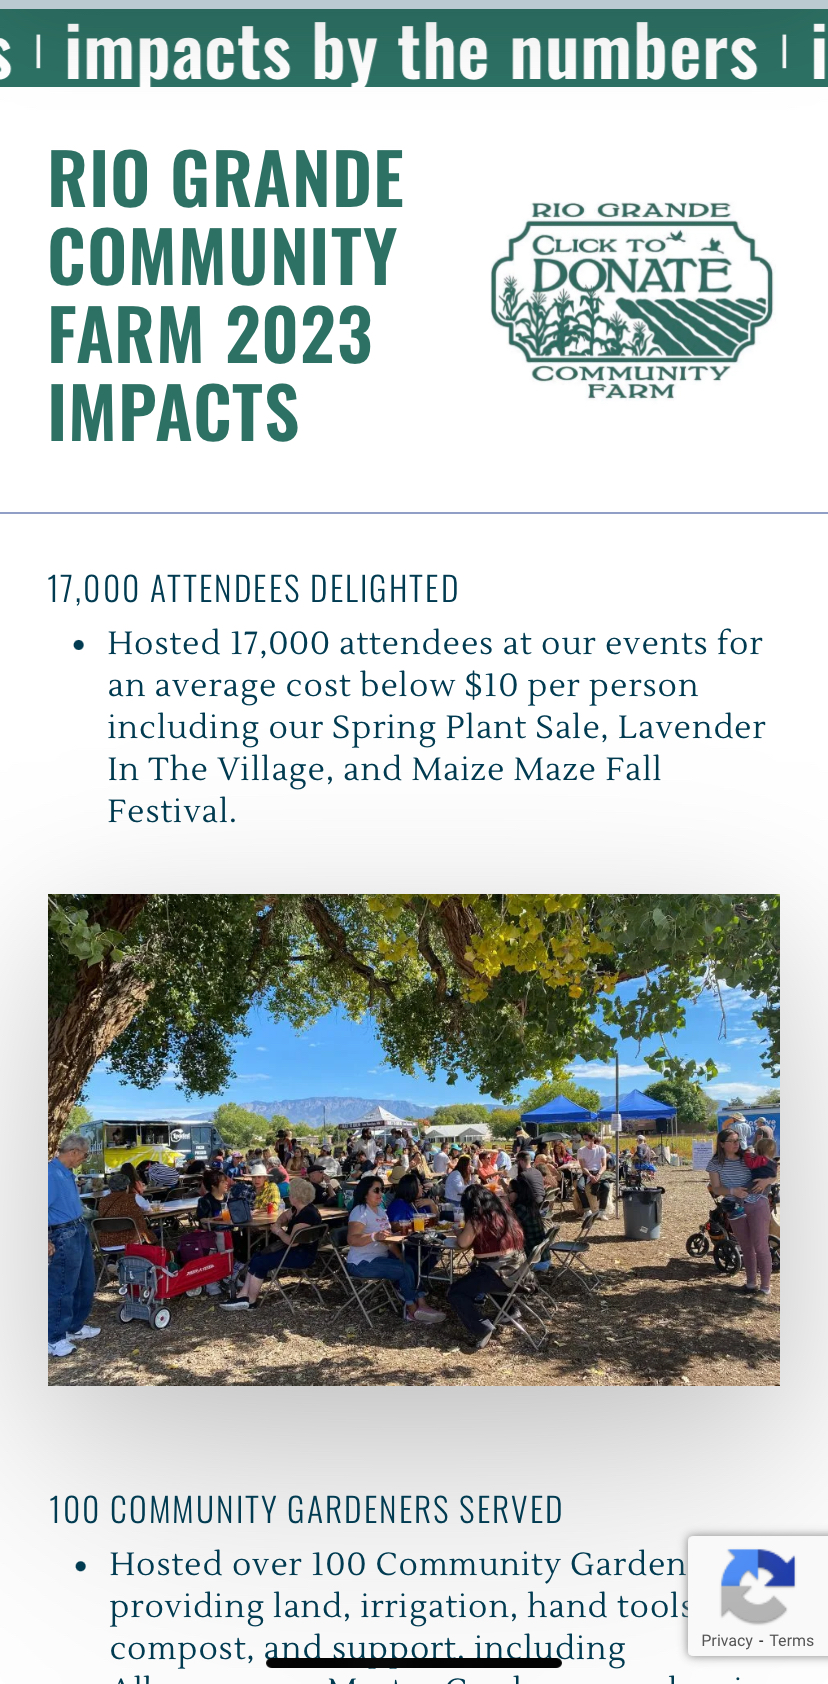 s | impacts by the numbers | i
RIO GRANDE
COMMUNITY
FARM 2023
IMPACTS
RIO GRANDE
CLICK TO
DONATE
COMMUNITY
FARM
17,000 ATTENDEES DELIGHTED
• Hosted 17,000 attendees at our events for
an average cost below $10 per person
including our Spring Plant Sale, Lavender
In The Village, and Maize Maze Fall
Festival.
100 COMMUNITY GARDENERS SERVED
• Hosted over 100 Community Garden
providing land, irrigation, hand tools
compost, and support, including
Privacy - Terms